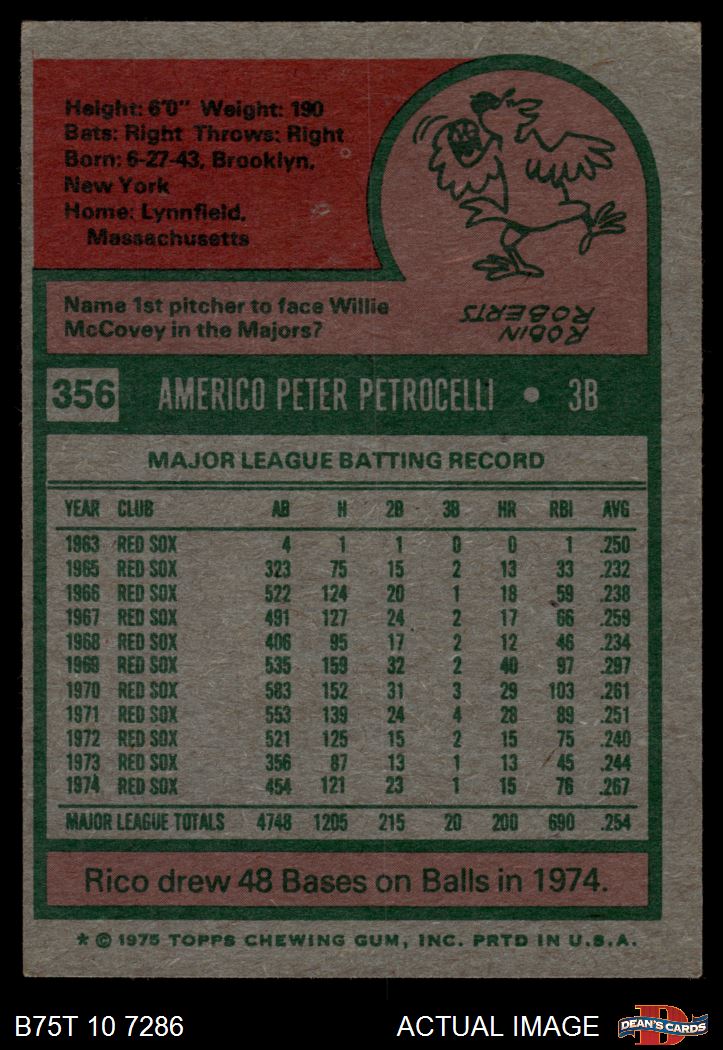 Height: 6'0" Weight: 190
Bats: Right Throws: Right
Born: 6-27-43, Brooklyn,
New York
Home: Lynnfield,
Massachusetts
Name 1st pitcher to face Willie
McCovey in the Majors?
ROBIN
ROBERTS
356 AMERICO PETER PETROCELLI • 3B
MAJOR LEAGUE BATTING RECORD
YEAR CLUB AB H 2B 3B HR RBI AVG
1963 RED SOX 4 1 1 0 0 1 .250
1965 RED SOX 323 75 15 2 13 33 .232
1966 RED SOX 522 124 20 1 18 59 .238
1967 RED SOX 491 127 24 2 17 66 .259
1968 RED SOX 406 95 17 2 12 46 .234
1969 RED SOX 535 159 32 2 40 97 .297
1970 RED SOX 583 152 31 3 29 103 .261
1971 RED SOX 553 139 24 4 28 89 .251
1972 RED SOX 521 125 15 2 15 75 .240
1973 RED SOX 356 87 13 1 13 45 .244
1974 RED SOX 454 121 23 1 15 76 .267
MAJOR LEAGUE TOTALS 4748 1205 215 20 200 690 .254
Rico drew 48 Bases on Balls in 1974.
* © 1975 TOPPS CHEWING GUM, INC. PRTD IN U.S.A.
B75T 10 7286 ACTUAL IMAGE
D
DEAN'S CARDS